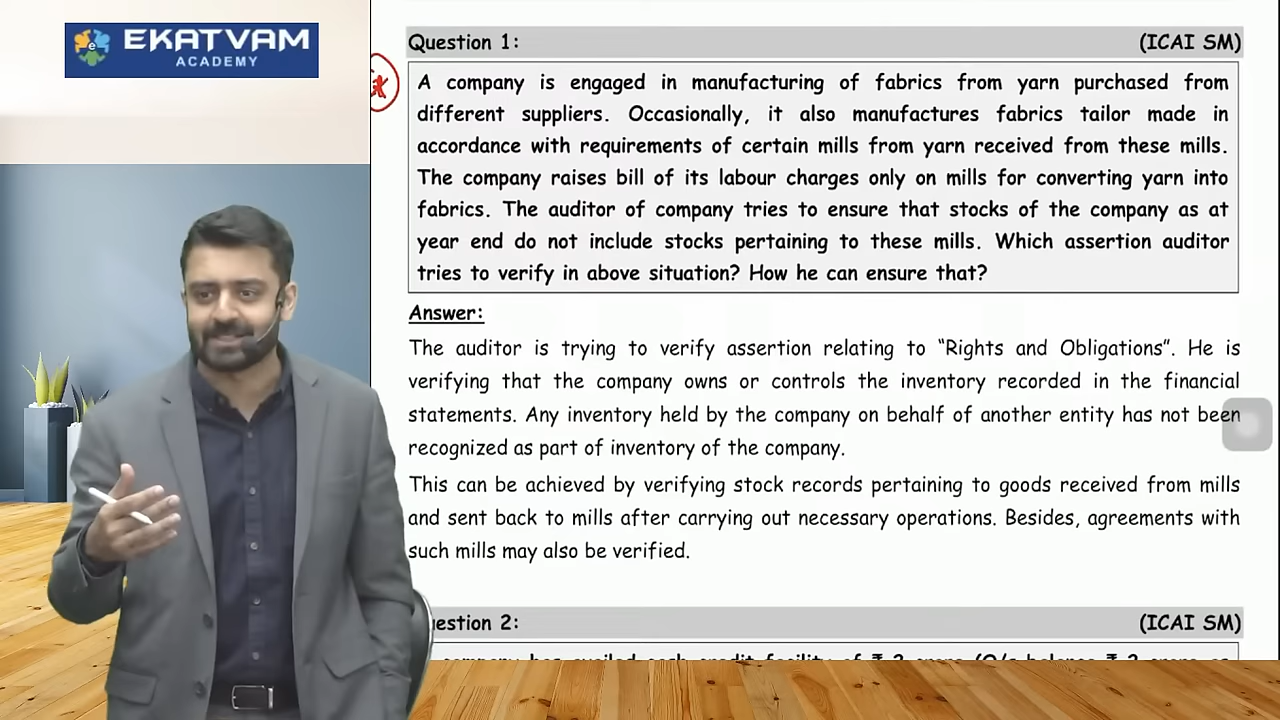 EKATVAM
ACADEMY
Question 1:
(ICAI SM)
A company is engaged in manufacturing of fabrics from yarn purchased from
different suppliers. Occasionally, it also manufactures fabrics tailor made in
accordance with requirements of certain mills from yarn received from these mills.
The company raises bill of its labour charges only on mills for converting yarn into
fabrics. The auditor of company tries to ensure that stocks of the company as at
year end do not include stocks pertaining to these mills. Which assertion auditor
tries to verify in above situation? How he can ensure that?
Answer:
The auditor is trying to verify assertion relating to “Rights and Obligations”. He is
verifying that the company owns or controls the inventory recorded in the financial
statements. Any inventory held by the company on behalf of another entity has not been
recognized as part of inventory of the company.
This can be achieved by verifying stock records pertaining to goods received from mills
and sent back to mills after carrying out necessary operations. Besides, agreements with
such mills may also be verified.
estion 2:
(ICAI SM)